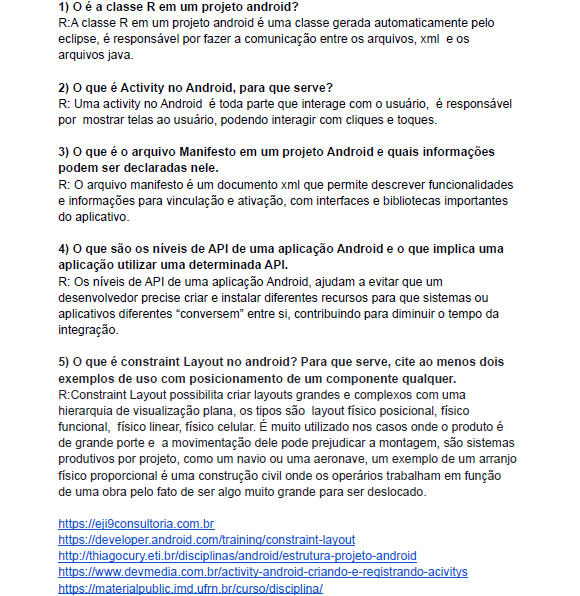 1) O é a classe R em um projeto android?
R:A classe R em um projeto android é uma classe gerada automaticamente pelo
eclipse, é responsável por fazer a comunicação entre os arquivos, xml e os
arquivos java.
2) O que é Activity no Android, para que serve?
R: Uma activity no Android é toda parte que interage com o usuário, é responsável
por mostrar telas ao usuário, podendo interagir com cliques e toques.
3) O que é o arquivo Manifesto em um projeto Android e quais informações
podem ser declaradas nele.
R: O arquivo manifesto é um documento xml que permite descrever funcionalidades
e informações para vinculação e ativação, com interfaces e bibliotecas importantes
do aplicativo.
4) O que são os níveis de API de uma aplicação Android e o que implica uma
aplicação utilizar uma determinada API.
R: Os níveis de API de uma aplicação Android, ajudam a evitar que um
desenvolvedor precise criar e instalar diferentes recursos para que sistemas ou
aplicativos diferentes “conversem” entre si, contribuindo para diminuir o tempo da
integração.
5) O que é constraint Layout no android? Para que serve, cite ao menos dois
exemplos de uso com posicionamento de um componente qualquer.
R:Constraint Layout possibilita criar layouts grandes e complexos com uma
hierarquia de visualização plana, os tipos são layout físico posicional, físico
funcional, físico linear, físico celular. É muito utilizado nos casos onde o produto é
de grande porte e a movimentação dele pode prejudicar a montagem, são sistemas
produtivos por projeto, como um navio ou uma aeronave, um exemplo de um arranjo
físico proporcional é uma construção civil onde os operários trabalham em função
de uma obra pelo fato de ser algo muito grande para ser deslocado.
https://eji9consultoria.com.br
https://developer.android.com/training/constraint-layout
http://thiagocury.eti.br/disciplinas/android/estrutura-projeto-android
https://www.devmedia.com.br/activity-android-criando-e-registrando-acivitys
https://materialpublic.imd.ufrn.br/curso/disciplina/